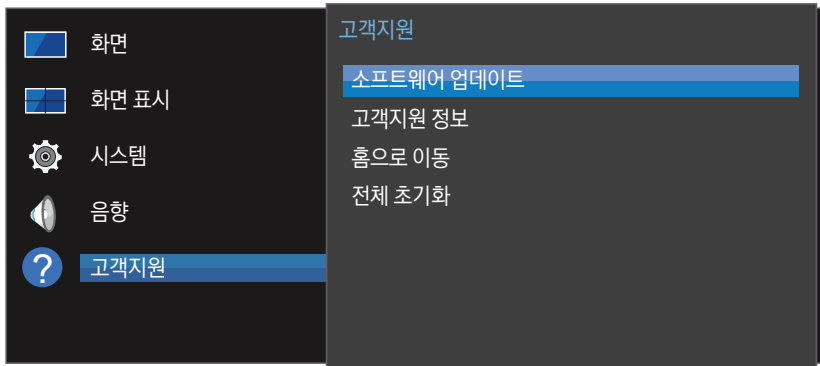 화면
화면 표시
시스템
음향
고객지원
고객지원
소프트웨어 업데이트
고객지원 정보
홈으로 이동
전체 초기화